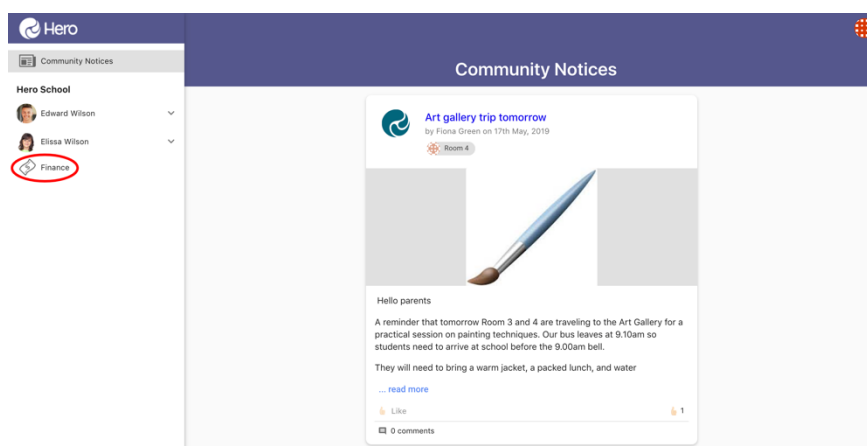 Hero
Community Notices
Hero School
Edward Wilson
Elissa Wilson
Finance
Community Notices
Art gallery trip tomorrow
by Fiona Green on 17th May, 2019
Room 4
Hello parents
A reminder that tomorrow Room 3 and 4 are traveling to the Art Gallery for a
practical session on painting techniques. Our bus leaves at 9.10am so
students need to arrive at school before the 9.00am bell.
They will need to bring a warm jacket, a packed lunch, and water
... read more
Like 1
0 comments